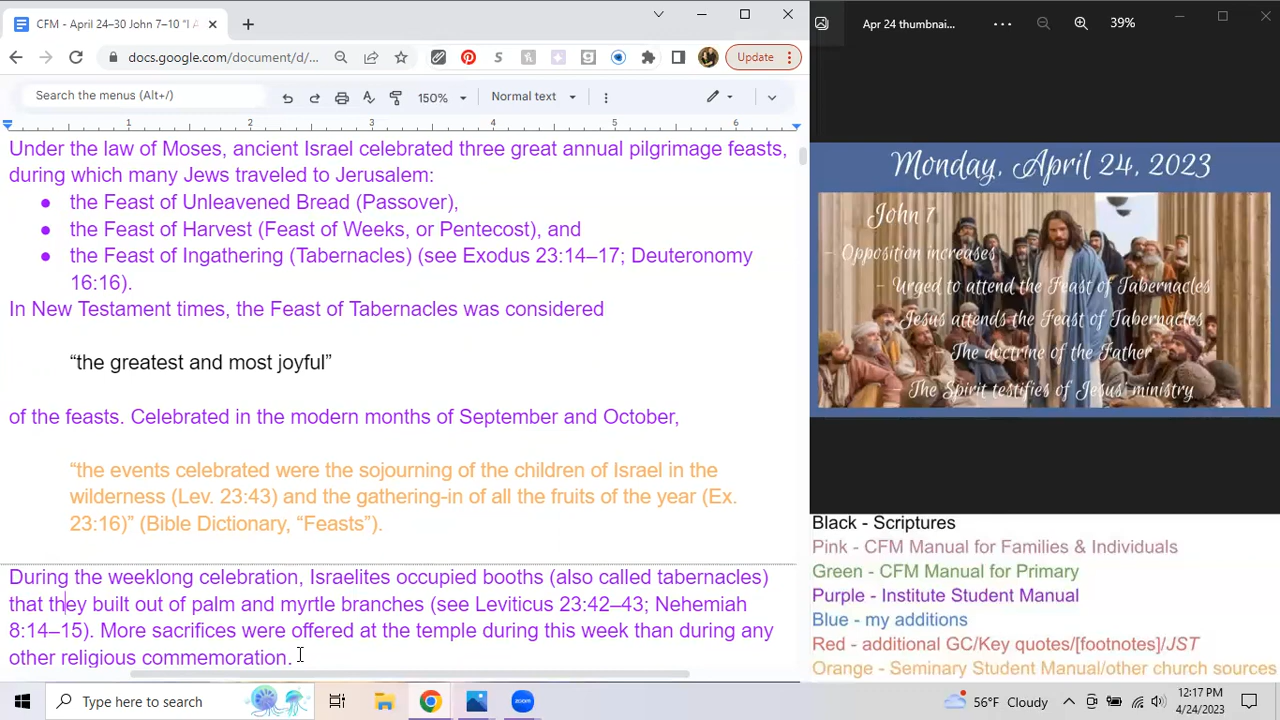 CFM - April 24–30 John 7–10 "I A
docs.google.com/document/d/...
Update
Search the menus (Alt+/)
150%
Normal text
1 2 3 4 5 6
Under the law of Moses, ancient Israel celebrated three great annual pilgrimage feasts,
during which many Jews traveled to Jerusalem:
● the Feast of Unleavened Bread (Passover),
● the Feast of Harvest (Feast of Weeks, or Pentecost), and
● the Feast of Ingathering (Tabernacles) (see Exodus 23:14–17; Deuteronomy
16:16).
In New Testament times, the Feast of Tabernacles was considered
“the greatest and most joyful”
of the feasts. Celebrated in the modern months of September and October,
“the events celebrated were the sojourning of the children of Israel in the
wilderness (Lev. 23:43) and the gathering-in of all the fruits of the year (Ex.
23:16)” (Bible Dictionary, “Feasts”).
During the weeklong celebration, Israelites occupied booths (also called tabernacles)
that they built out of palm and myrtle branches (see Leviticus 23:42–43; Nehemiah
8:14–15). More sacrifices were offered at the temple during this week than during any
other religious commemoration.
Apr 24 thumbnai...
39%
Monday, April 24, 2023
John 7
- Opposition increases
- Urged to attend the Feast of Tabernacles
Jesus attends the Feast of Tabernacles
- The doctrine of the Father
- The Spirit testifies of Jesus' ministry
Black - Scriptures
Pink - CFM Manual for Families & Individuals
Green - CFM Manual for Primary
Purple - Institute Student Manual
Blue - my additions
Red - additional GC/Key quotes/[footnotes]/JST
Orange - Seminary Student Manual/other church sources
Type here to search
zoom
56°F Cloudy
12:17 PM
4/24/2023